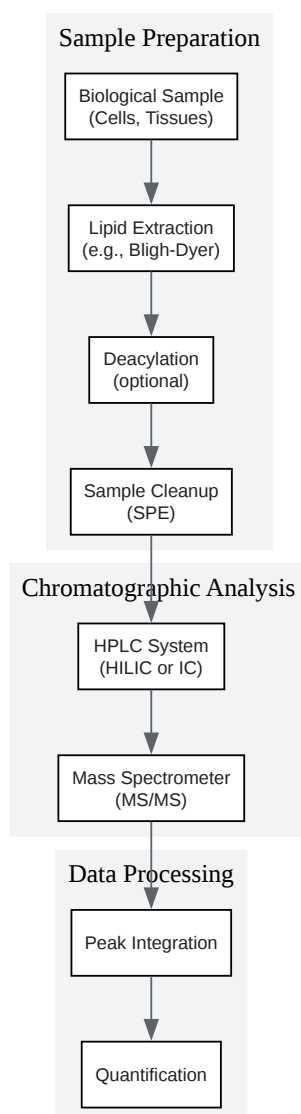 Sample Preparation
Biological Sample
(Cells, Tissues)
Lipid Extraction
(e.g., Bligh-Dyer)
Deacylation
(optional)
Sample Cleanup
(SPE)
Chromatographic Analysis
HPLC System
(HILIC or IC)
Mass Spectrometer
(MS/MS)
Data Processing
Peak Integration
Quantification